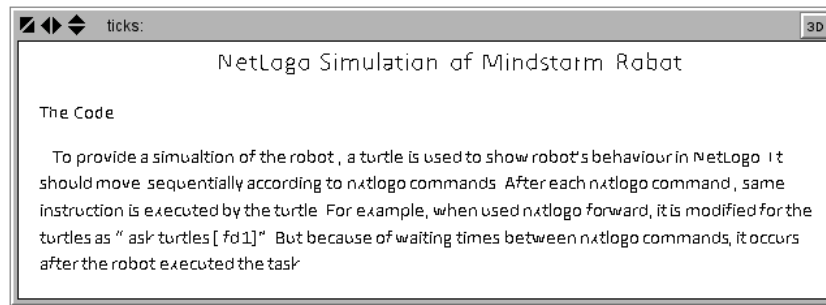 ticks:
3D
NetLogo Simulation of Mindstorm Robot
The Code
To provide a simualtion of the robot , a turtle is used to show robot's behaviour in NetLogo It
should move sequentially according to nxtlogo commands After each nxtlogo command , same
instruction is executed by the turtle For example, when used nxtlogo forward, it is modified for the
turtles as " ask turtles [ fd 1]" But because of waiting times between nxtlogo commands, it occurs
after the robot executed the task